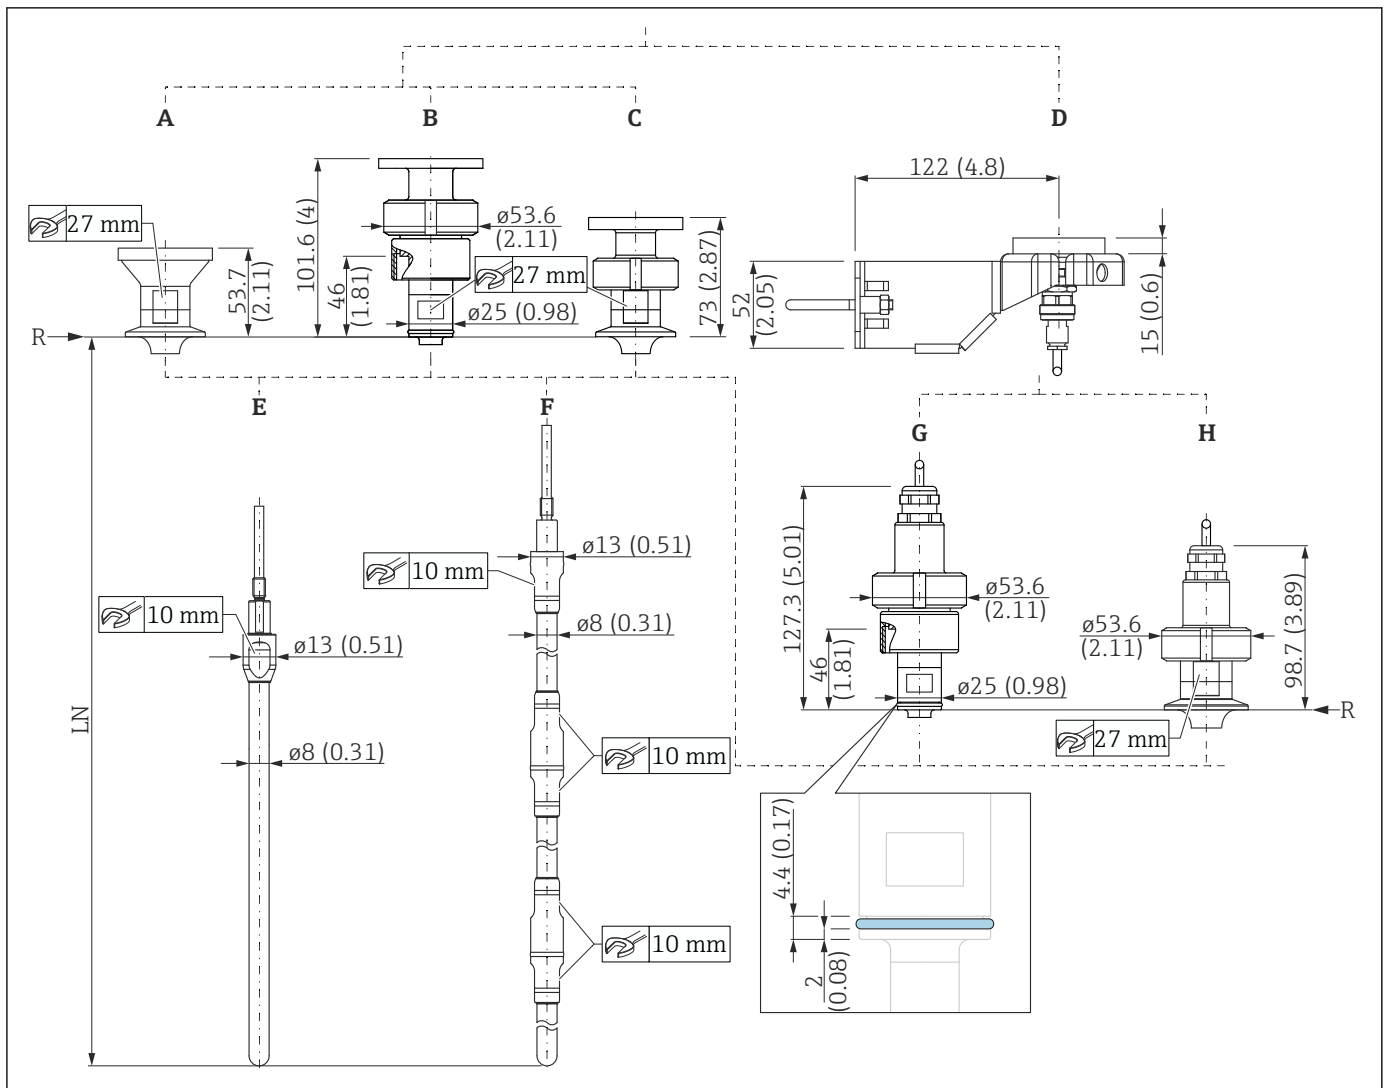 A
B
C
D
27 mm
53.7
(2.11)
101.6 (4)
46
(1.81)
ø53.6
(2.11)
27 mm
ø25 (0.98)
73 (2.87)
122 (4.8)
52
(2.05)
15 (0.6)
R
E
F
G
H
LN
10 mm
ø13 (0.51)
ø8 (0.31)
10 mm
ø13 (0.51)
ø8 (0.31)
10 mm
10 mm
127.3 (5.01)
46
(1.81)
ø53.6
(2.11)
ø25 (0.98)
ø53.6
(2.11)
98.7 (3.89)
R
27 mm
4.4 (0.17)
2
(0.08)